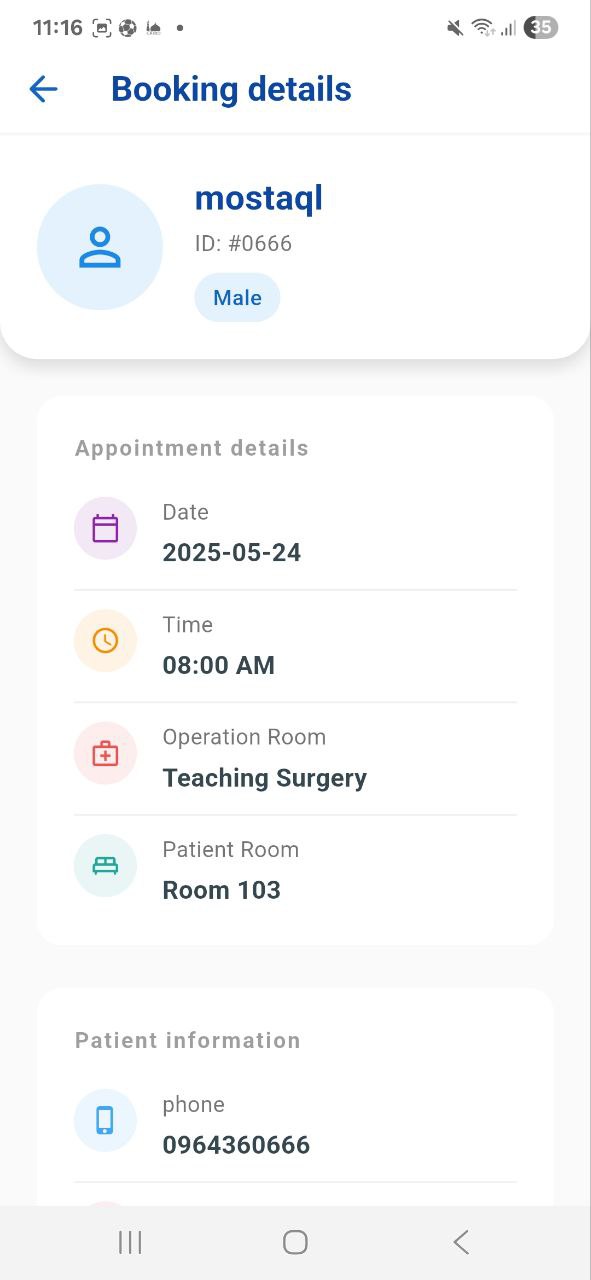 11:16
35
Booking details
mostaql
ID: #0666
Male
Appointment details
Date
2025-05-24
Time
08:00 AM
Operation Room
Teaching Surgery
Patient Room
Room 103
Patient information
phone
0964360666